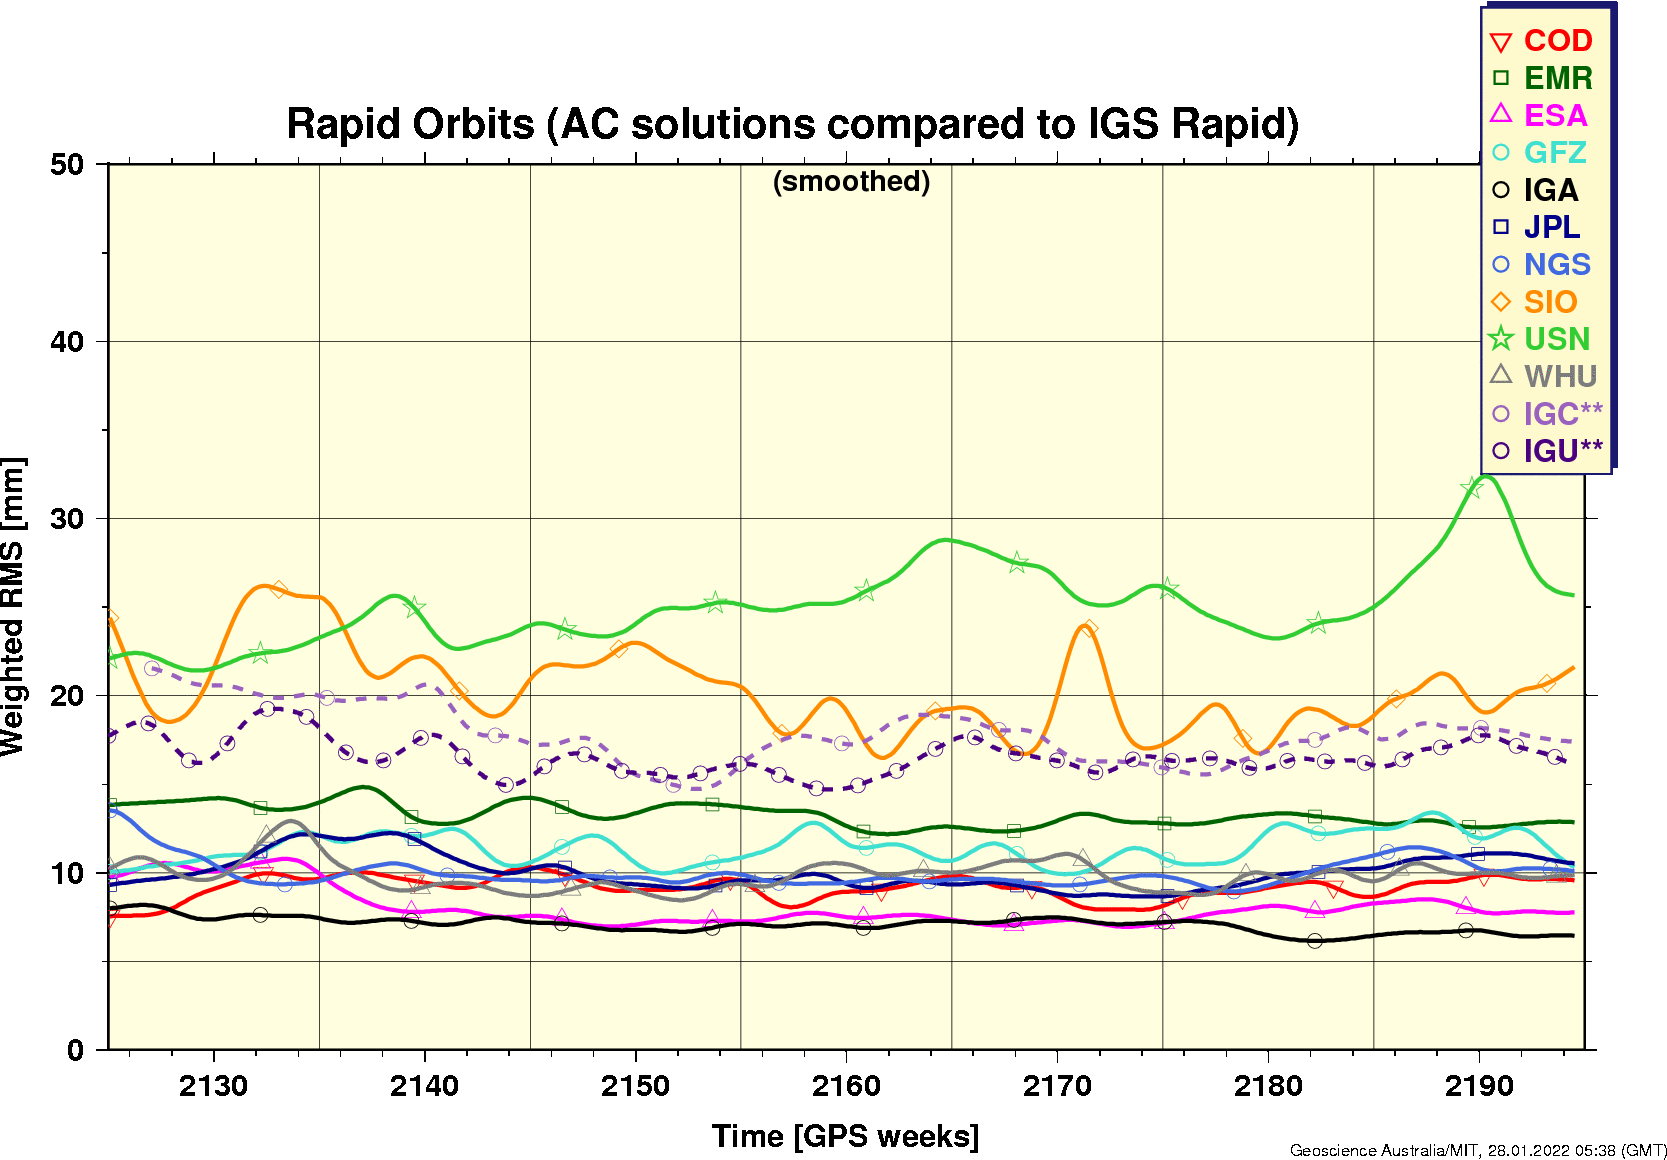 COD
EMR
ESA
GFZ
IGA
JPL
NGS
SIO
USN
WHU
IGC**
IGU**
Rapid Orbits (AC solutions compared to IGS Rapid)
(smoothed)
50
40
30
20
10
0
Weighted RMS [mm]
2130 2140 2150 2160 2170 2180 2190
Time [GPS weeks]
Geoscience Australia/MIT, 28.01.2022 05:38 (GMT)